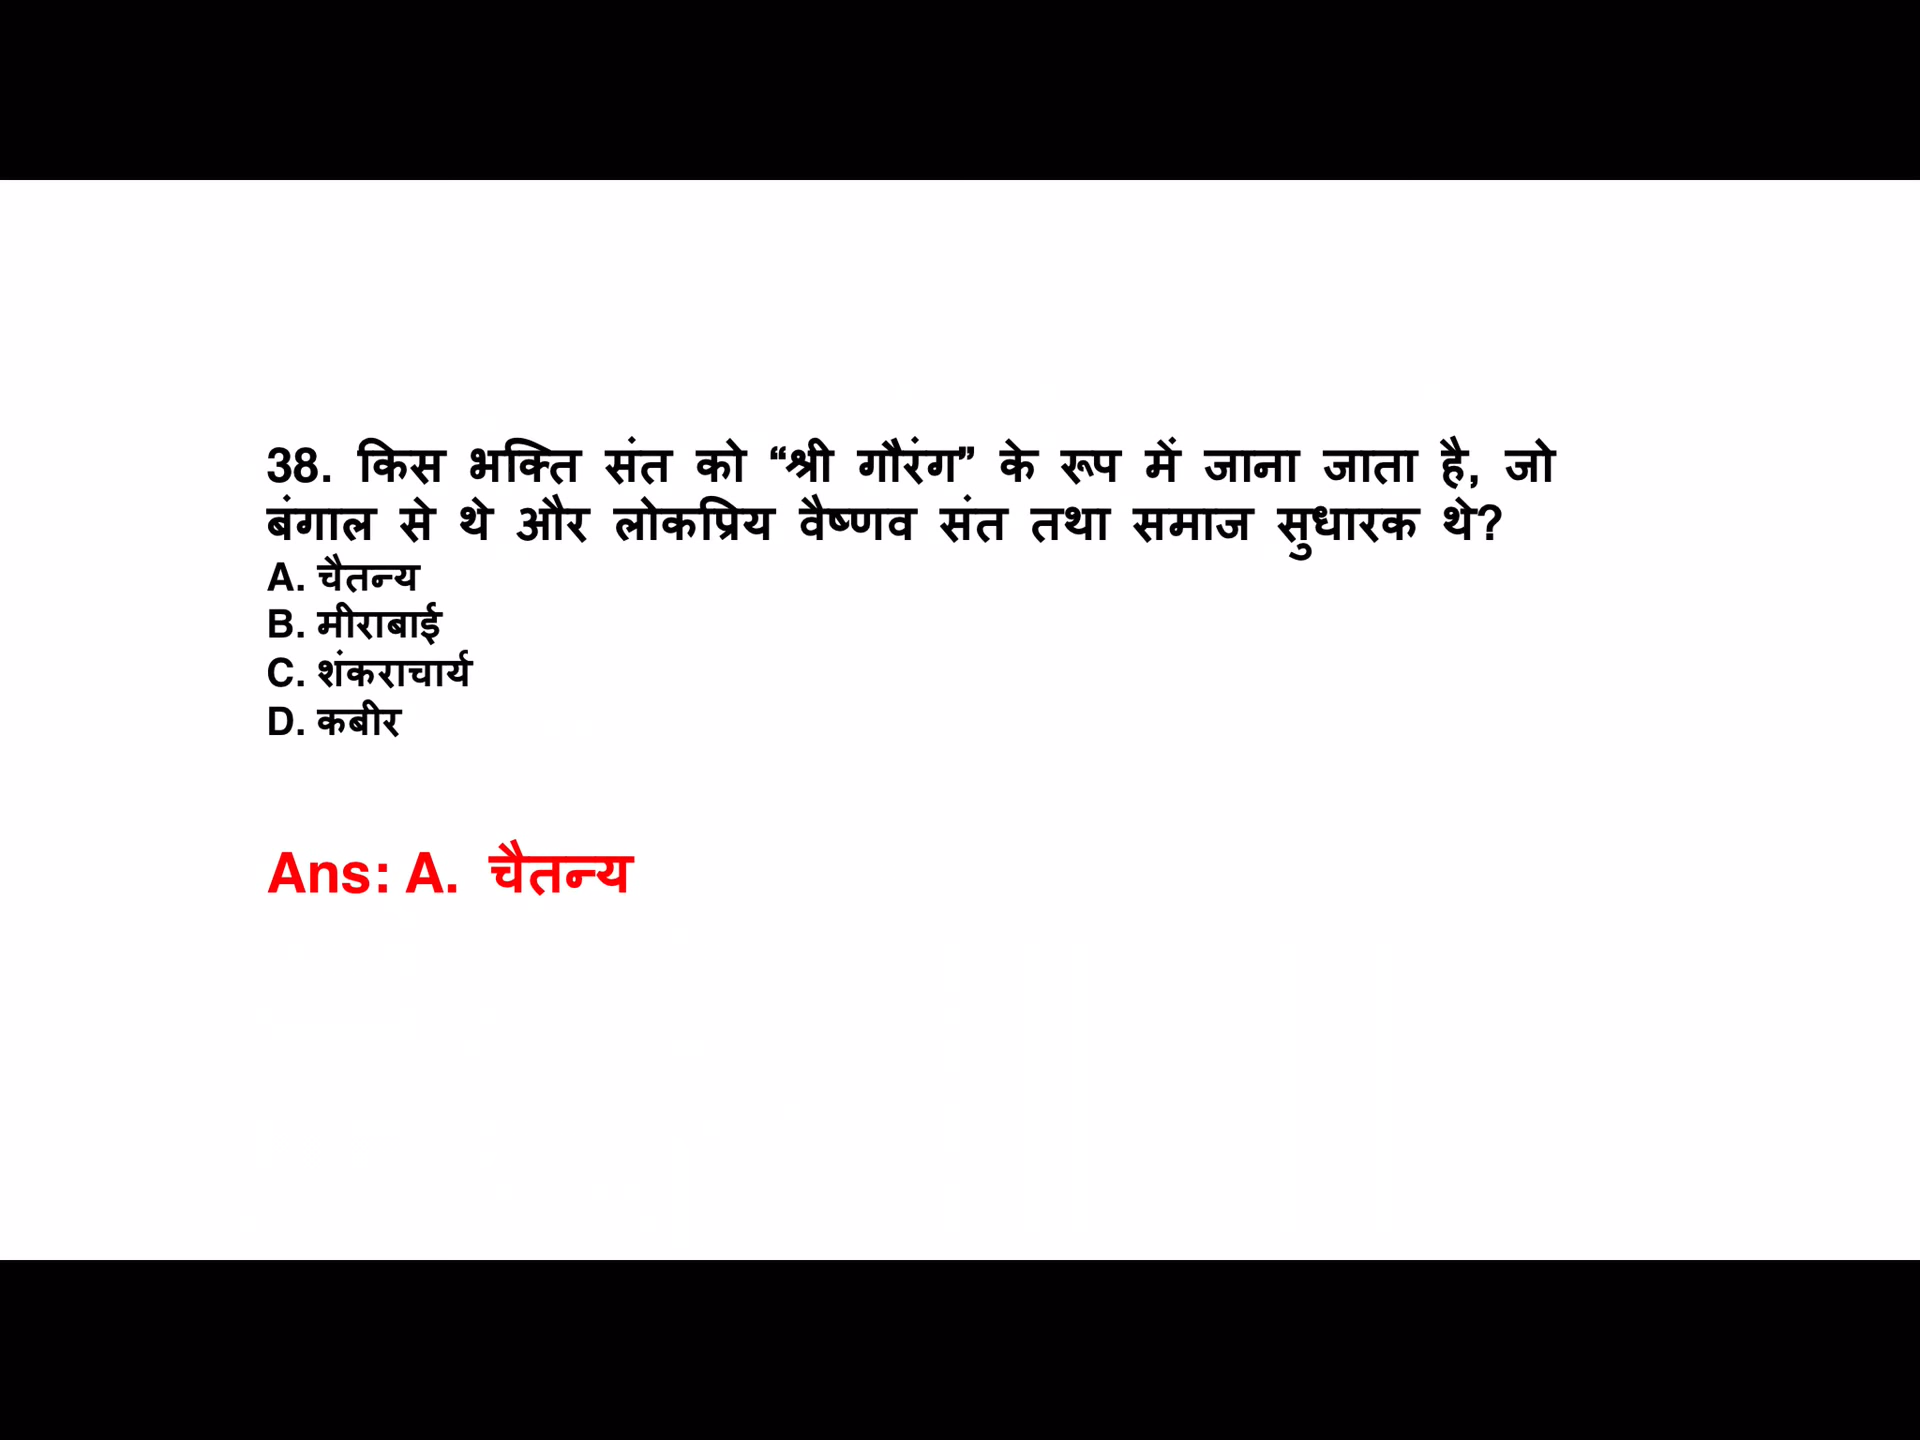 38. किस भक्ति संत को “श्री गौरंग” के रूप में जाना जाता है, जो
बंगाल से थे और लोकप्रिय वैष्णव संत तथा समाज सुधारक थे?
A. चैतन्य
B. मीराबाई
C. शंकराचार्य
D. कबीर
Ans: A. चैतन्य